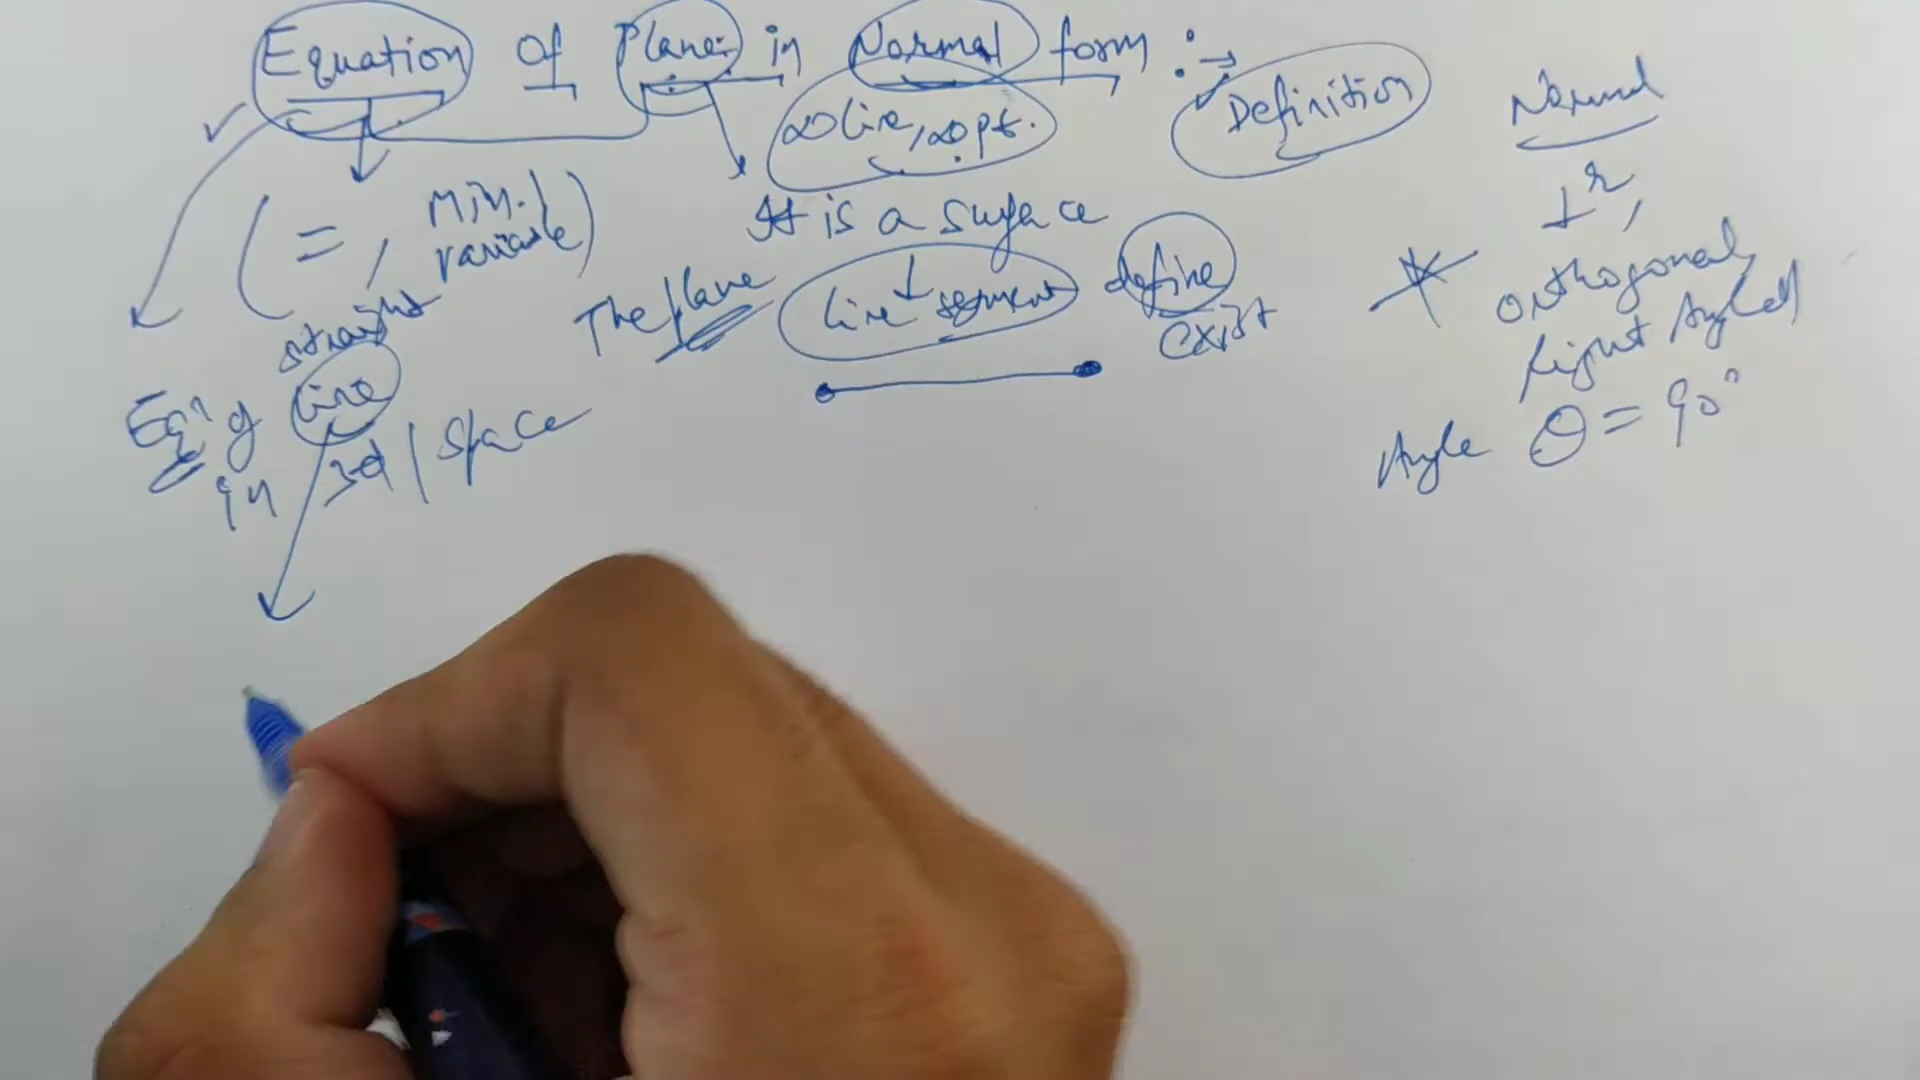 Equation of Plane in Normal form :→
∞ line, ∞ pt.
Definition
Normal
⊥r,
orthogonal
Right Angled
Angle θ = 90°
( = , Min. 1 variable )
It is a surface
The plane line segment define
exist
straight
Eqn of line
in 3d / Space